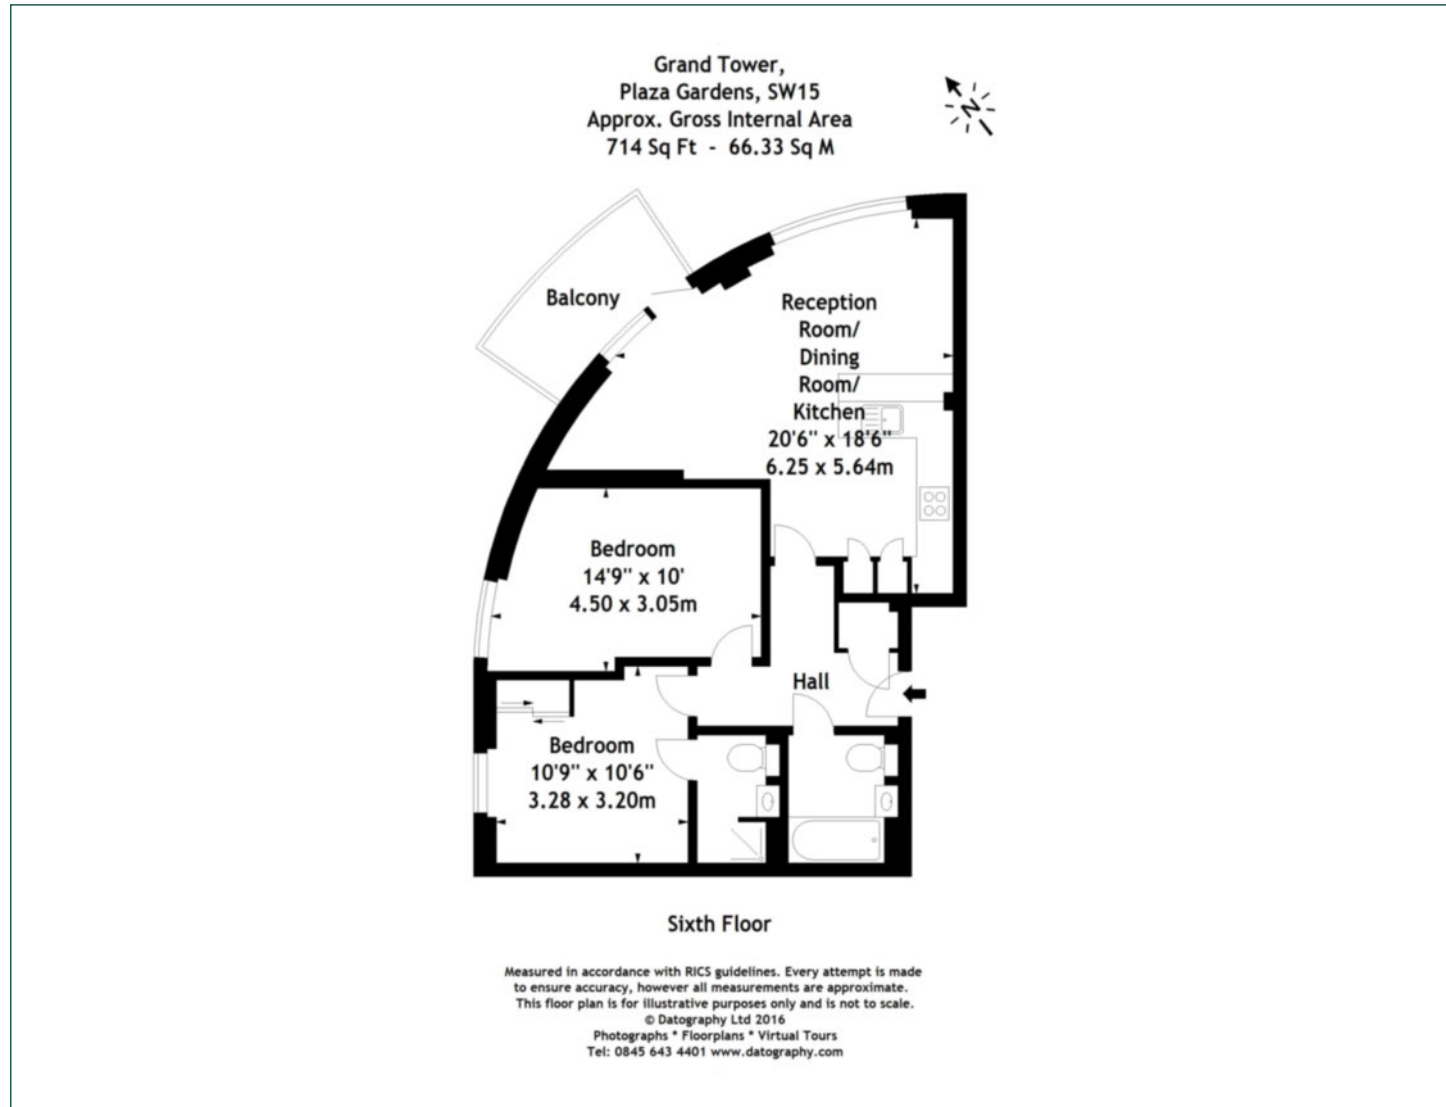 Grand Tower,
Plaza Gardens, SW15
Approx. Gross Internal Area
714 Sq Ft - 66.33 Sq M
N
Balcony
Reception
Room/
Dining
Room/
Kitchen
20'6" x 18'6"
6.25 x 5.64m
Bedroom
14'9" x 10'
4.50 x 3.05m
Hall
Bedroom
10'9" x 10'6"
3.28 x 3.20m
Sixth Floor
Measured in accordance with RICS guidelines. Every attempt is made
to ensure accuracy, however all measurements are approximate.
This floor plan is for illustrative purposes only and is not to scale.
© Datography Ltd 2016
Photographs * Floorplans * Virtual Tours
Tel: 0845 643 4401 www.datography.com